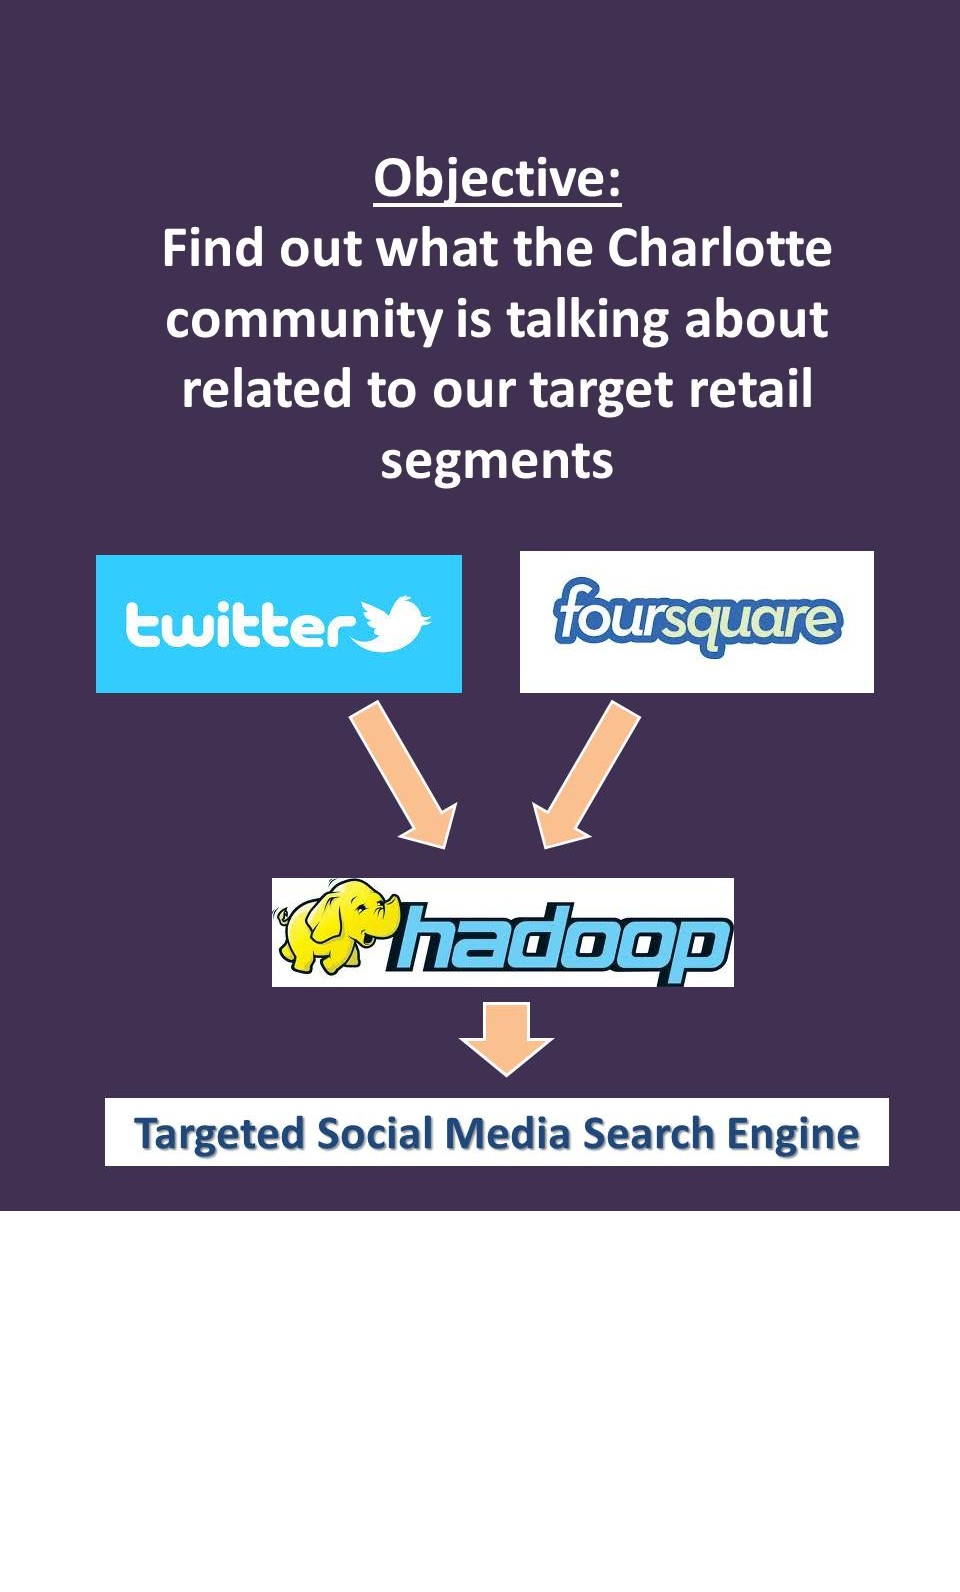 Objective:
Find out what the Charlotte
community is talking about
related to our target retail
segments
twitter
foursquare
hadoop
Targeted Social Media Search Engine